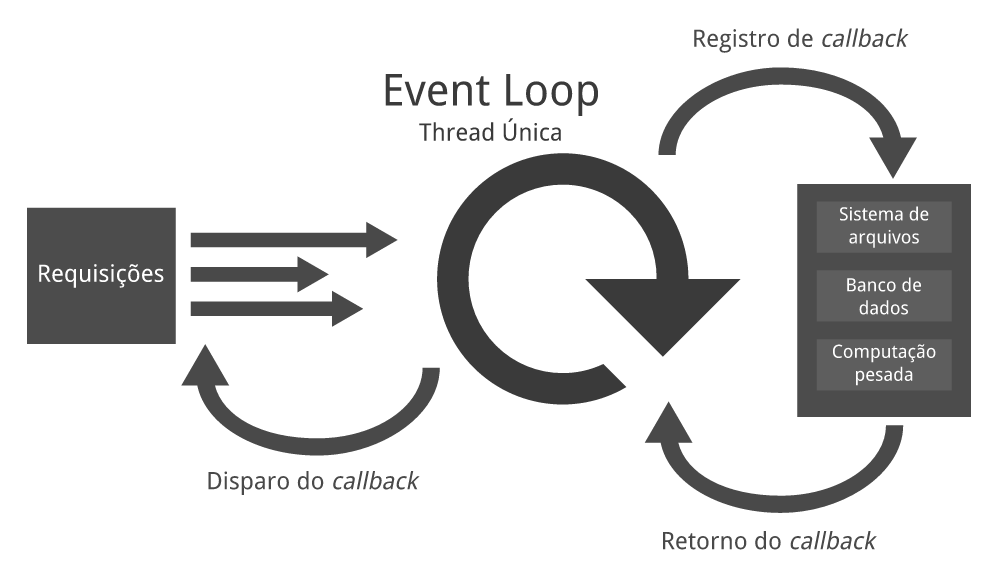 Registro de callback
Event Loop
Thread Única
Requisições
Sistema de
arquivos
Banco de
dados
Computação
pesada
Disparo do callback
Retorno do callback